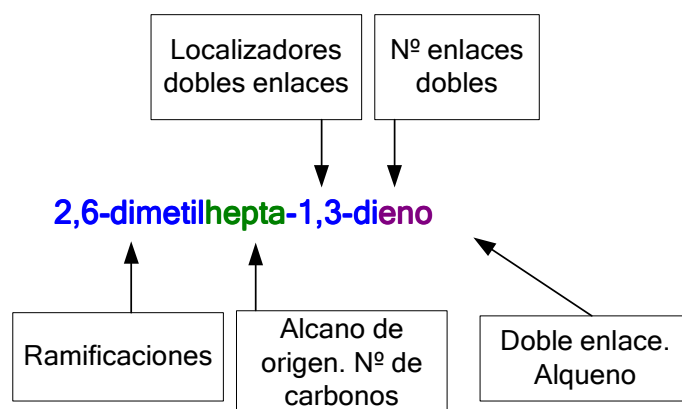 Localizadores
dobles enlaces
Nº enlaces
dobles
2,6-dimetilhepta-1,3-dieno
Ramificaciones
Alcano de
origen. Nº de
carbonos
Doble enlace.
Alqueno